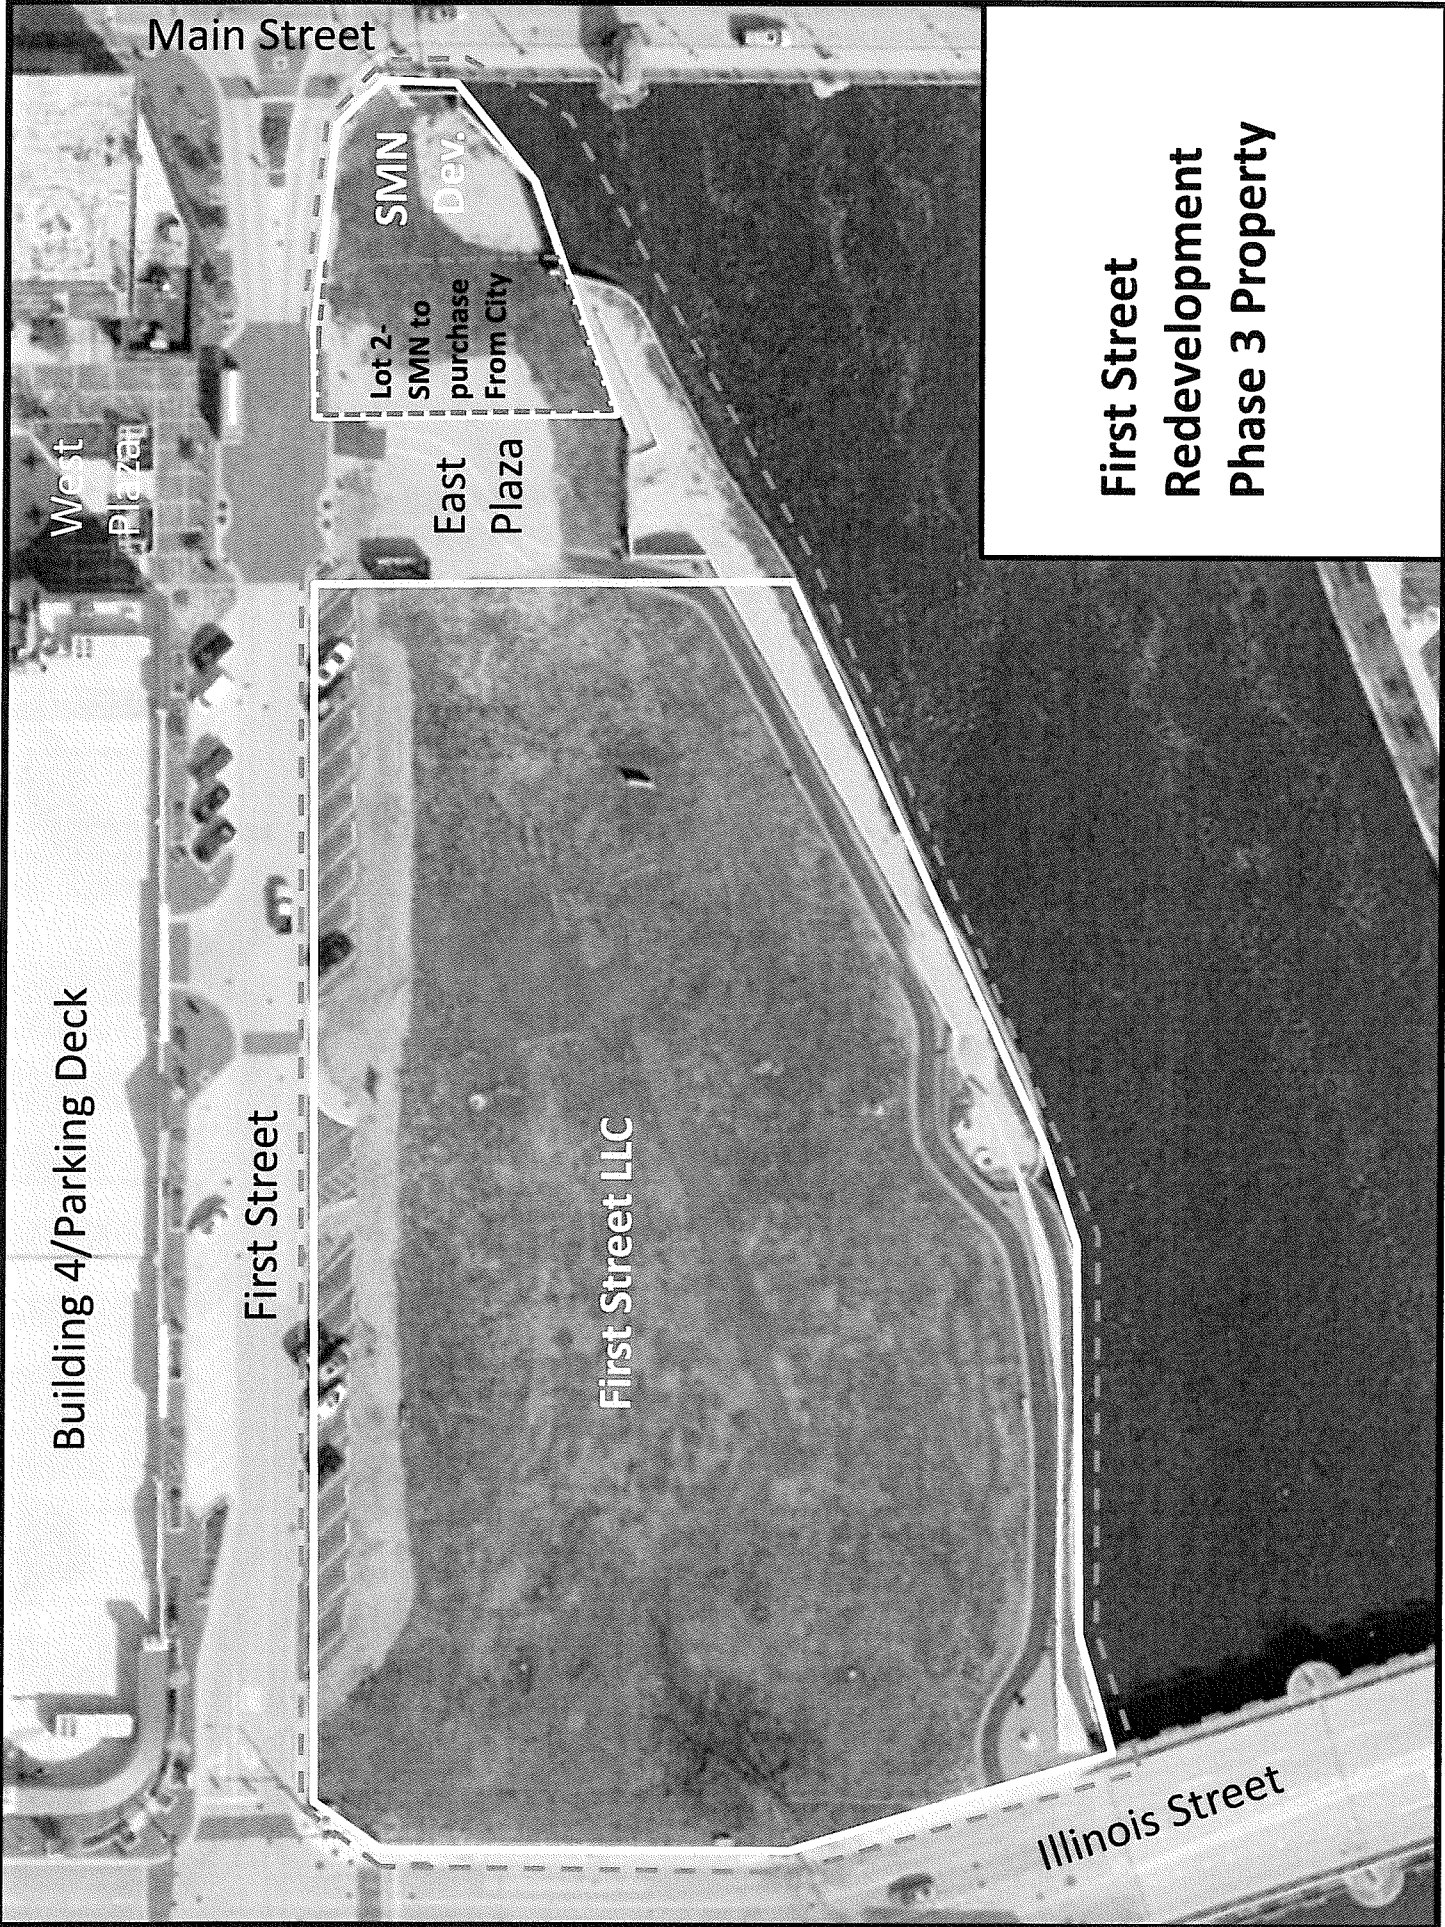 Main Street
SMN
Dev.
Lot 2-
SMN to
purchase
From City
West
Plaza
East
Plaza
Building 4/Parking Deck
First Street
First Street LLC
Illinois Street
First Street
Redevelopment
Phase 3 Property